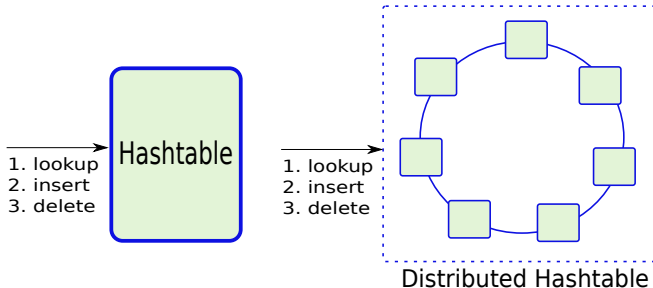 Hashtable
1. lookup
2. insert
3. delete
1. lookup
2. insert
3. delete
Distributed Hashtable